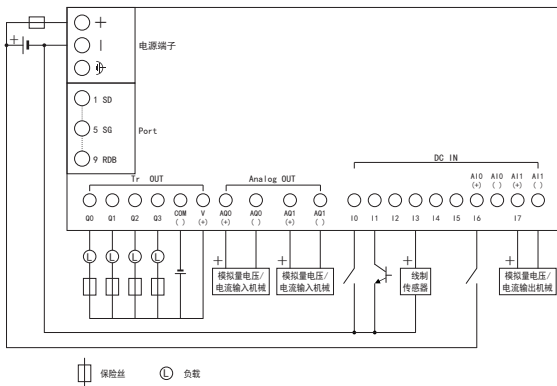 +
+
电源端子
1 SD
5 SG
Port
9 RDB
Tr OUT
Analog OUT
DC IN
AI0 AI0 AI1 AI1
(+) ( ) (+) ( )
Q0 Q1 Q2 Q3 COM V AQ0 AQ0 AQ1 AQ1 I0 I1 I2 I3 I4 I5 I6 I7
( ) (+) (+) ( ) (+) ( )
L L L L
+ + + +
模拟量电压/ 模拟量电压/ 线制 模拟量电压/
电流输入机械 电流输入机械 传感器 电流输出机械
保险丝 L 负载